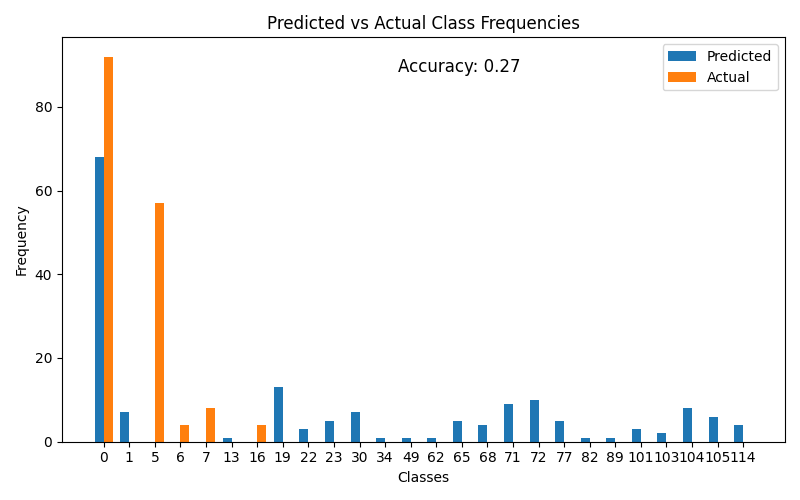 Predicted vs Actual Class Frequencies
Accuracy: 0.27
Predicted
Actual
Frequency
80
60
40
20
0
0 1 5 6 7 13 16 19 22 23 30 34 49 62 65 68 71 72 77 82 89 101 103 104 105 114
Classes